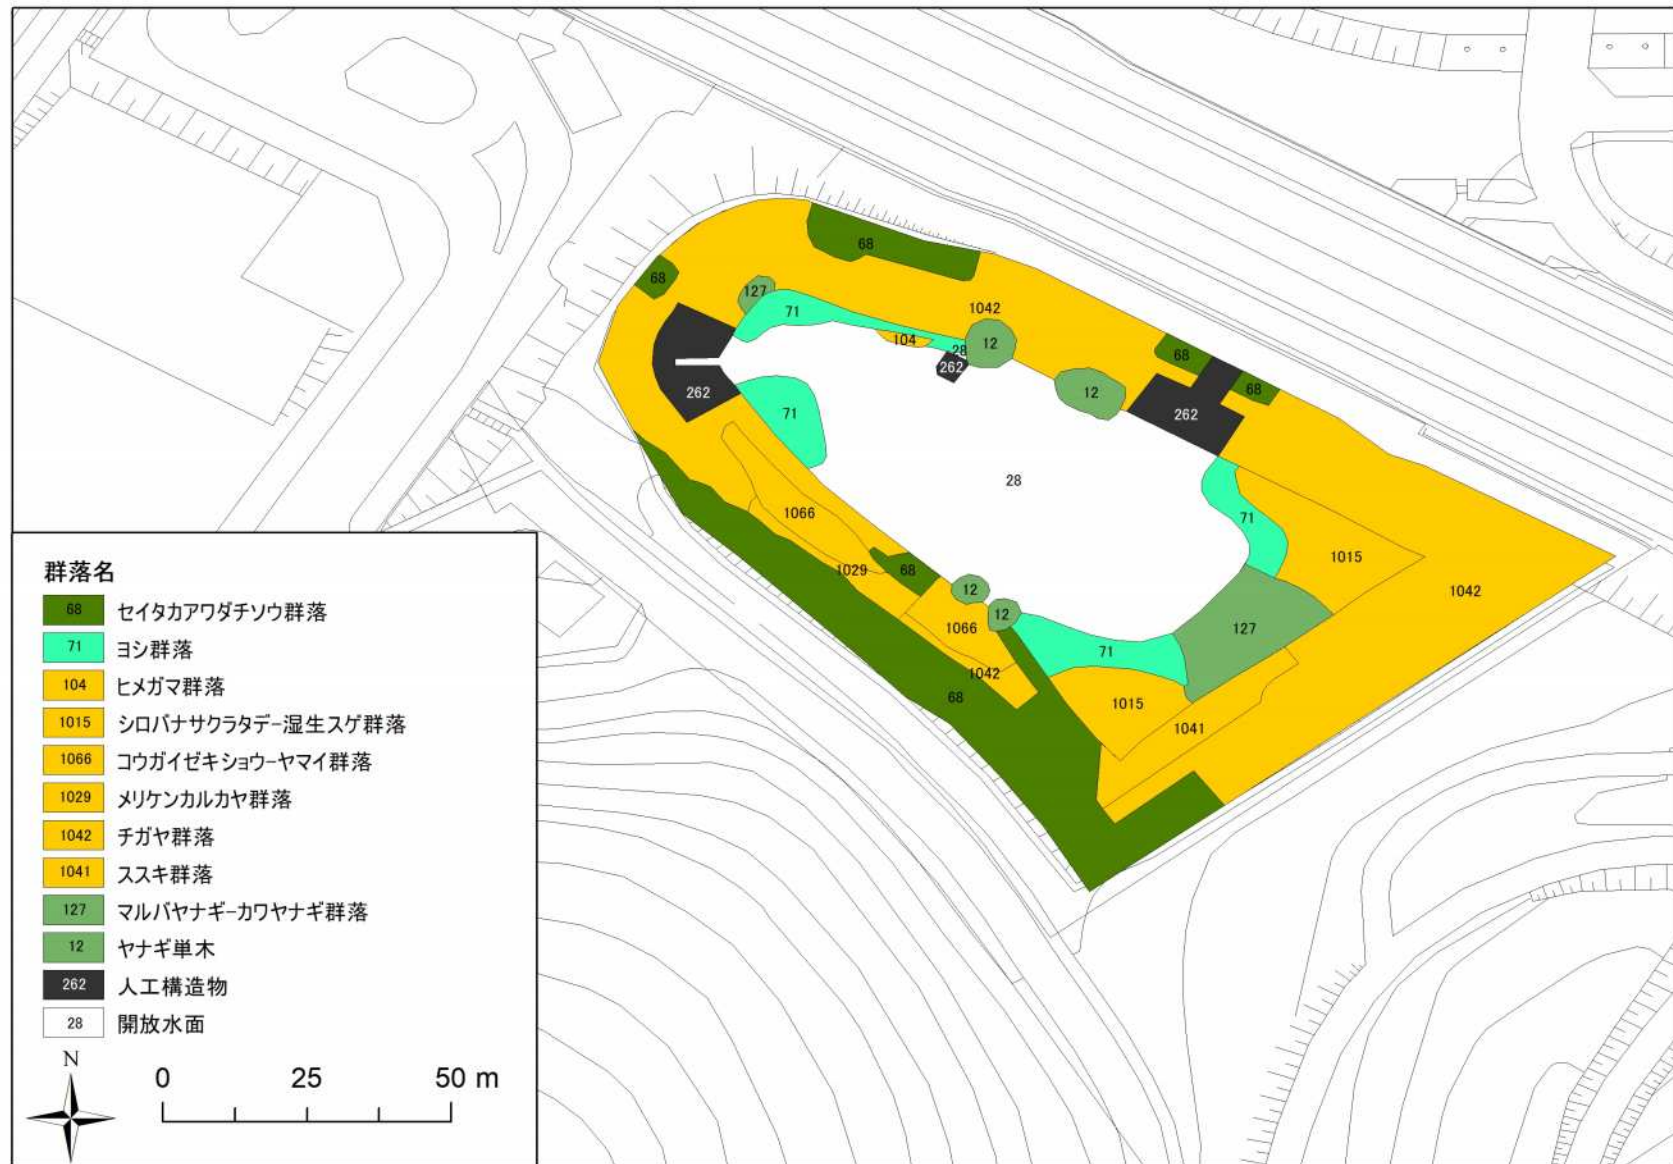 68
68
127
71
1042
104
28
12
262
68
68
262
12
262
71
28
71
1066
1015
1029
68
12
12
1066
1042
127
71
1042
68
1015
1041
群落名
68 セイタカアワダチソウ群落
71 ヨシ群落
104 ヒメガマ群落
1015 シロバナサクラタデ-湿生スゲ群落
1066 コウガイゼキショウ-ヤマイ群落
1029 メリケンカルカヤ群落
1042 チガヤ群落
1041 ススキ群落
127 マルバヤナギ-カワヤナギ群落
12 ヤナギ単木
262 人工構造物
28 開放水面
N
0 25 50 m